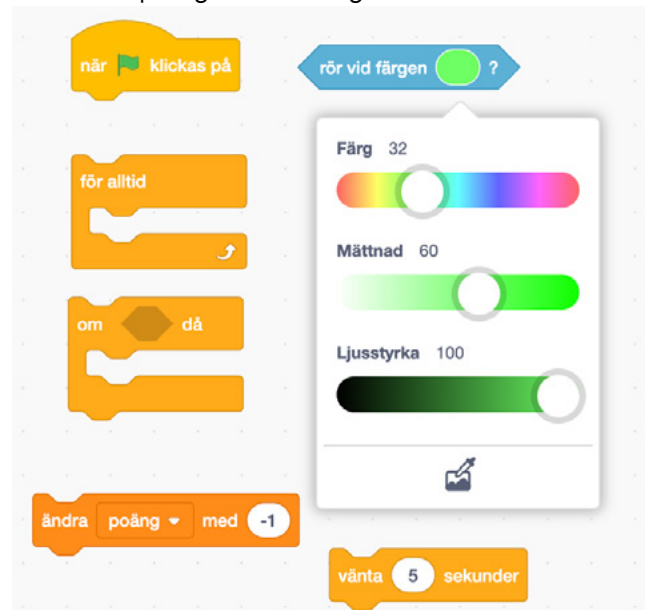 när klickas på
rör vid färgen ?
Färg 32
för alltid
Mättnad 60
om då
Ljusstyrka 100
ändra poäng med -1
vänta 5 sekunder